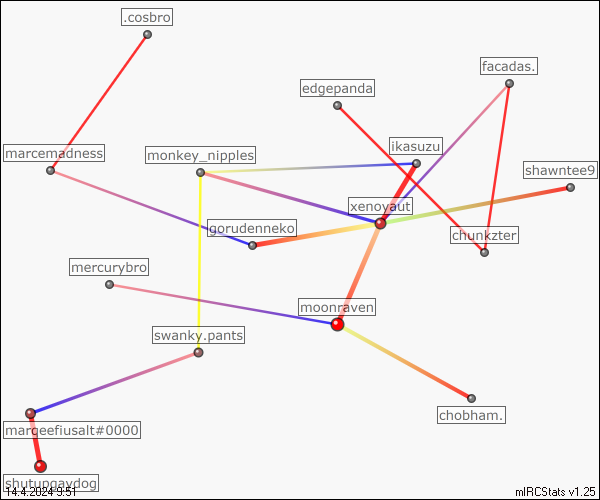 .cosbro
facadas.
edgepanda
ikasuzu
marcemadness
monkey_nipples
shawntee9
xenoyaut
gorudenneko
chunkzter
mercurybro
moonraven
swanky.pants
chobham.
marqeefiusalt#0000
shutupgaydog
14.4.2024 9:51
mIRCStats v1.25